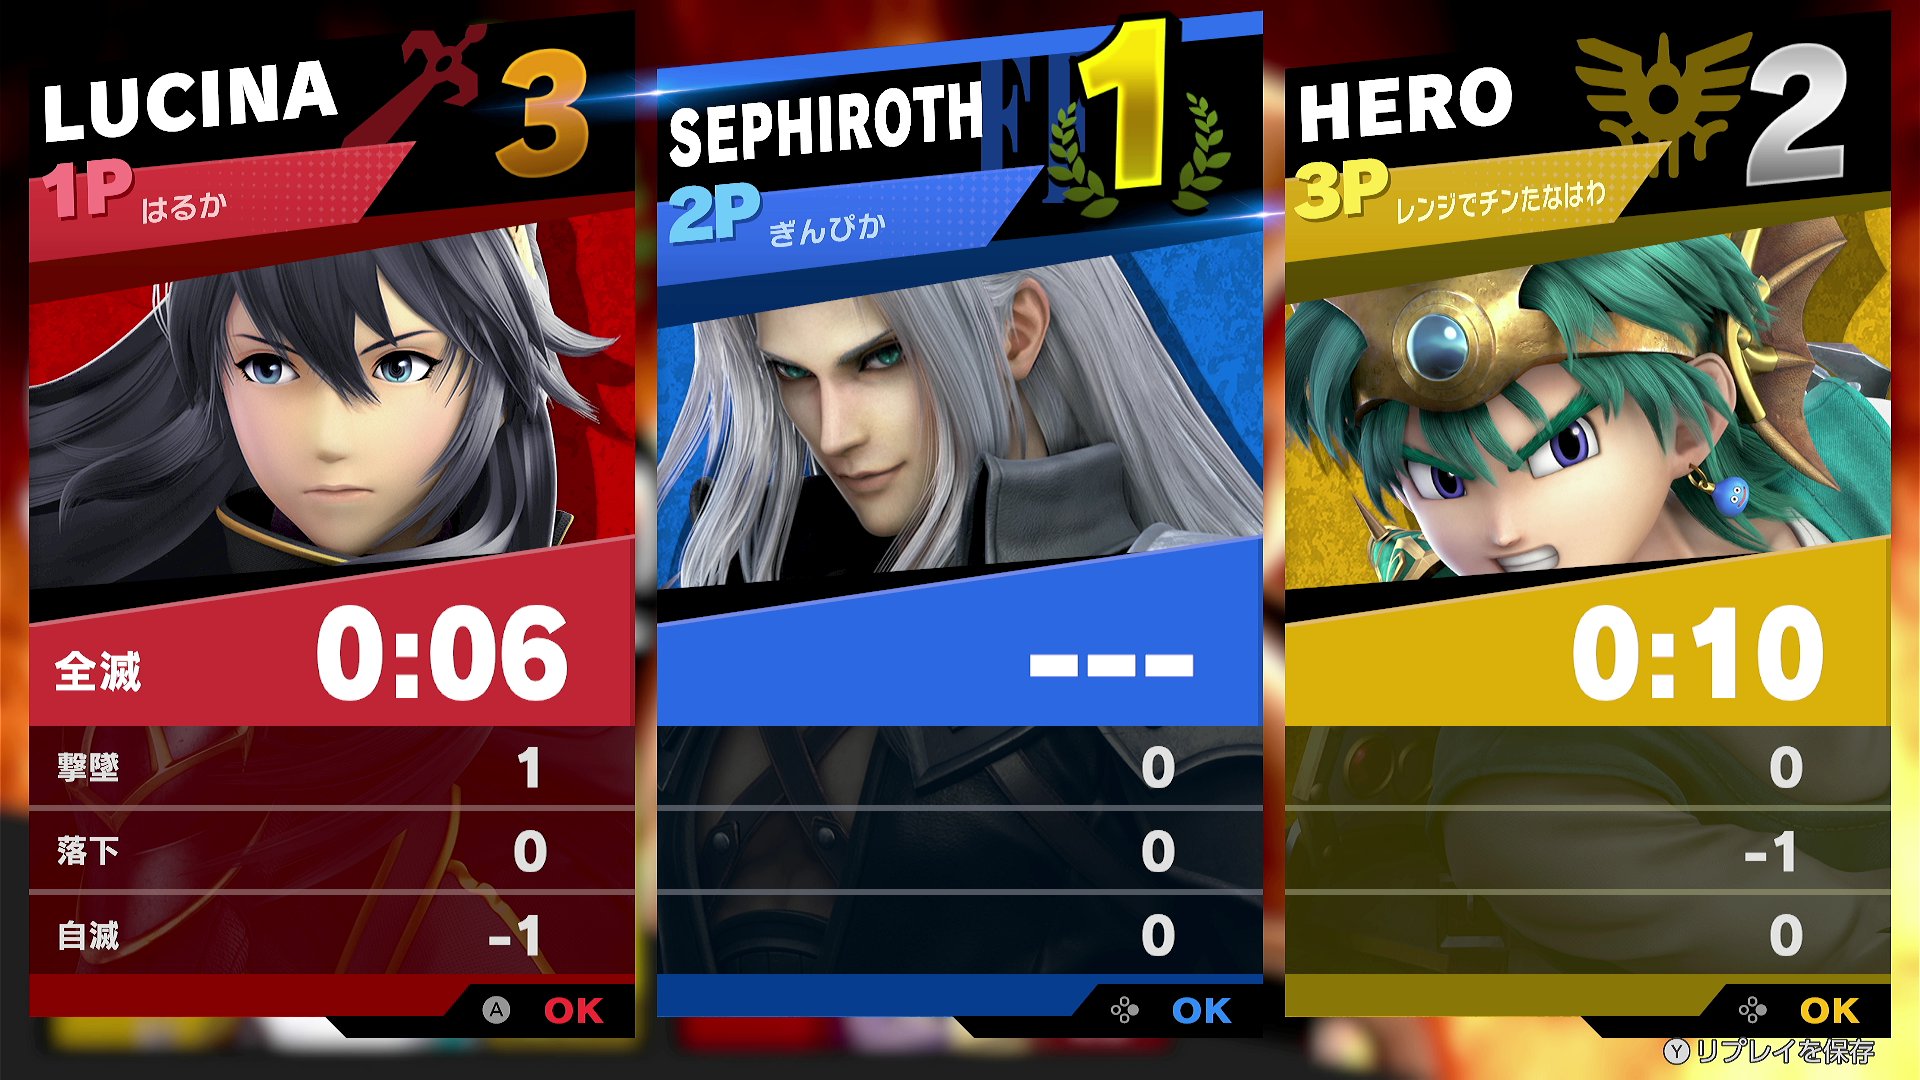 LUCINA
3
1P はるか
全滅 0:06
撃墜 1
落下 0
自滅 -1
A OK
SEPHIROTH
1
2P ぎんぴか
---
0
0
0
OK
HERO
2
3P レンジでチンたなはわ
0:10
0
-1
0
OK
Y リプレイを保存